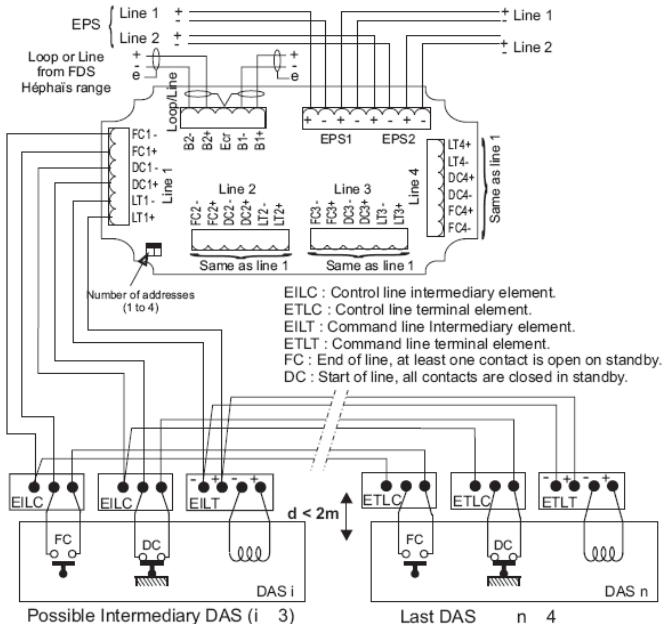 EPS
Line 1 + -
Line 2 + -
+ - Line 1
+ - Line 2
Loop or Line
from FDS
Héphaïs range
+
-
e
+
-
e
Loop/Line
B2-
B2+
Ecr
B1-
B1+
+ - + - + - + -
EPS1
EPS2
FC1-
FC1+
DC1-
DC1+
LT1-
LT1+
Line 1
Line 2
FC2-
FC2+
DC2-
DC2+
LT2-
LT2+
Same as line 1
Line 3
FC3-
FC3+
DC3-
DC3+
LT3-
LT3+
Same as line 1
Line 4
LT4+
LT4-
DC4+
DC4-
FC4+
FC4-
Same as line 1
Number of addresses
(1 to 4)
EILC : Control line intermediary element.
ETLC : Control line terminal element.
EILT : Command line Intermediary element.
ETLT : Command line terminal element.
FC : End of line, at least one contact is open on standby.
DC : Start of line, all contacts are closed in standby.
EILC
EILC
- + - +
EILT
ETLC
ETLC
- + - +
ETLT
d < 2m
FC
DC
DAS i
FC
DC
DAS n
Possible Intermediary DAS (i 3)
Last DAS n 4